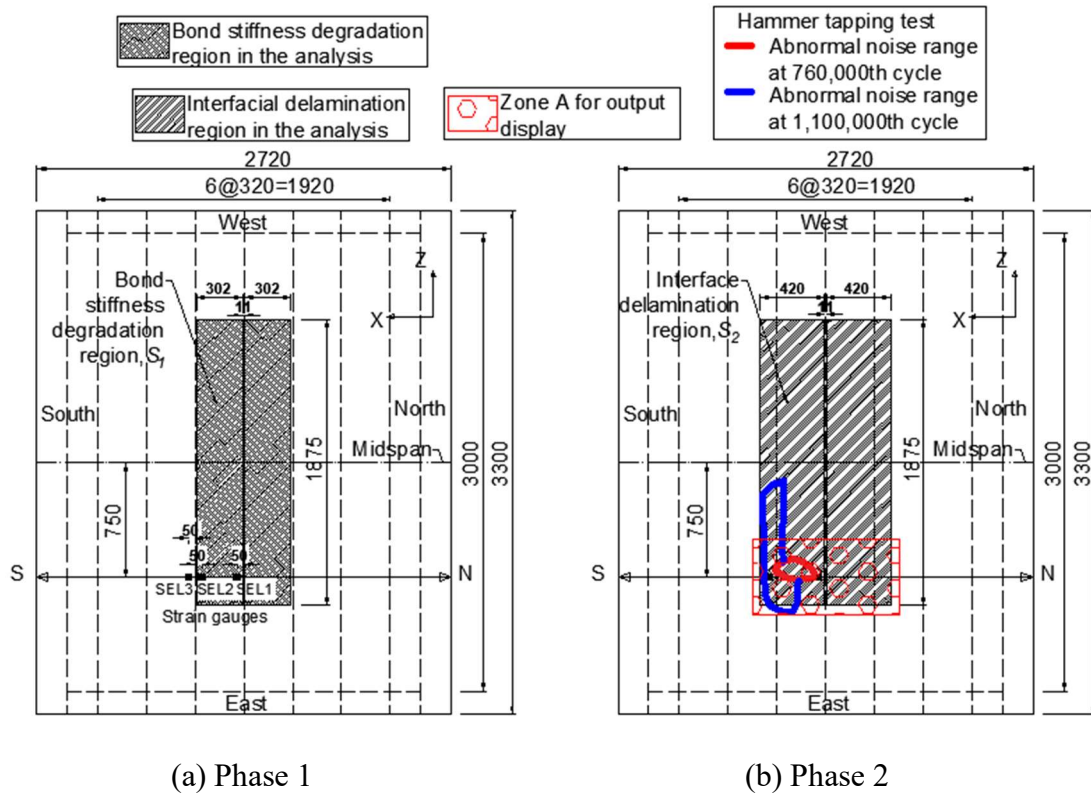 Bond stiffness degradation
region in the analysis
Interfacial delamination
region in the analysis
Zone A for output
display
Hammer tapping test
Abnormal noise range
at 760,000th cycle
Abnormal noise range
at 1,100,000th cycle
2720
6@320=1920
West
Bond
stiffness
degradation
region, S1
302
302
11
Z
X
South
North
Midspan
750
1875
3000
3300
50
50
50
S
N
SEL3
SEL2
SEL1
Strain gauges
East
(a) Phase 1
2720
6@320=1920
West
Interface
delamination
region, S2
420
420
Z
X
South
North
Midspan
750
1875
3000
3300
S
N
East
(b) Phase 2